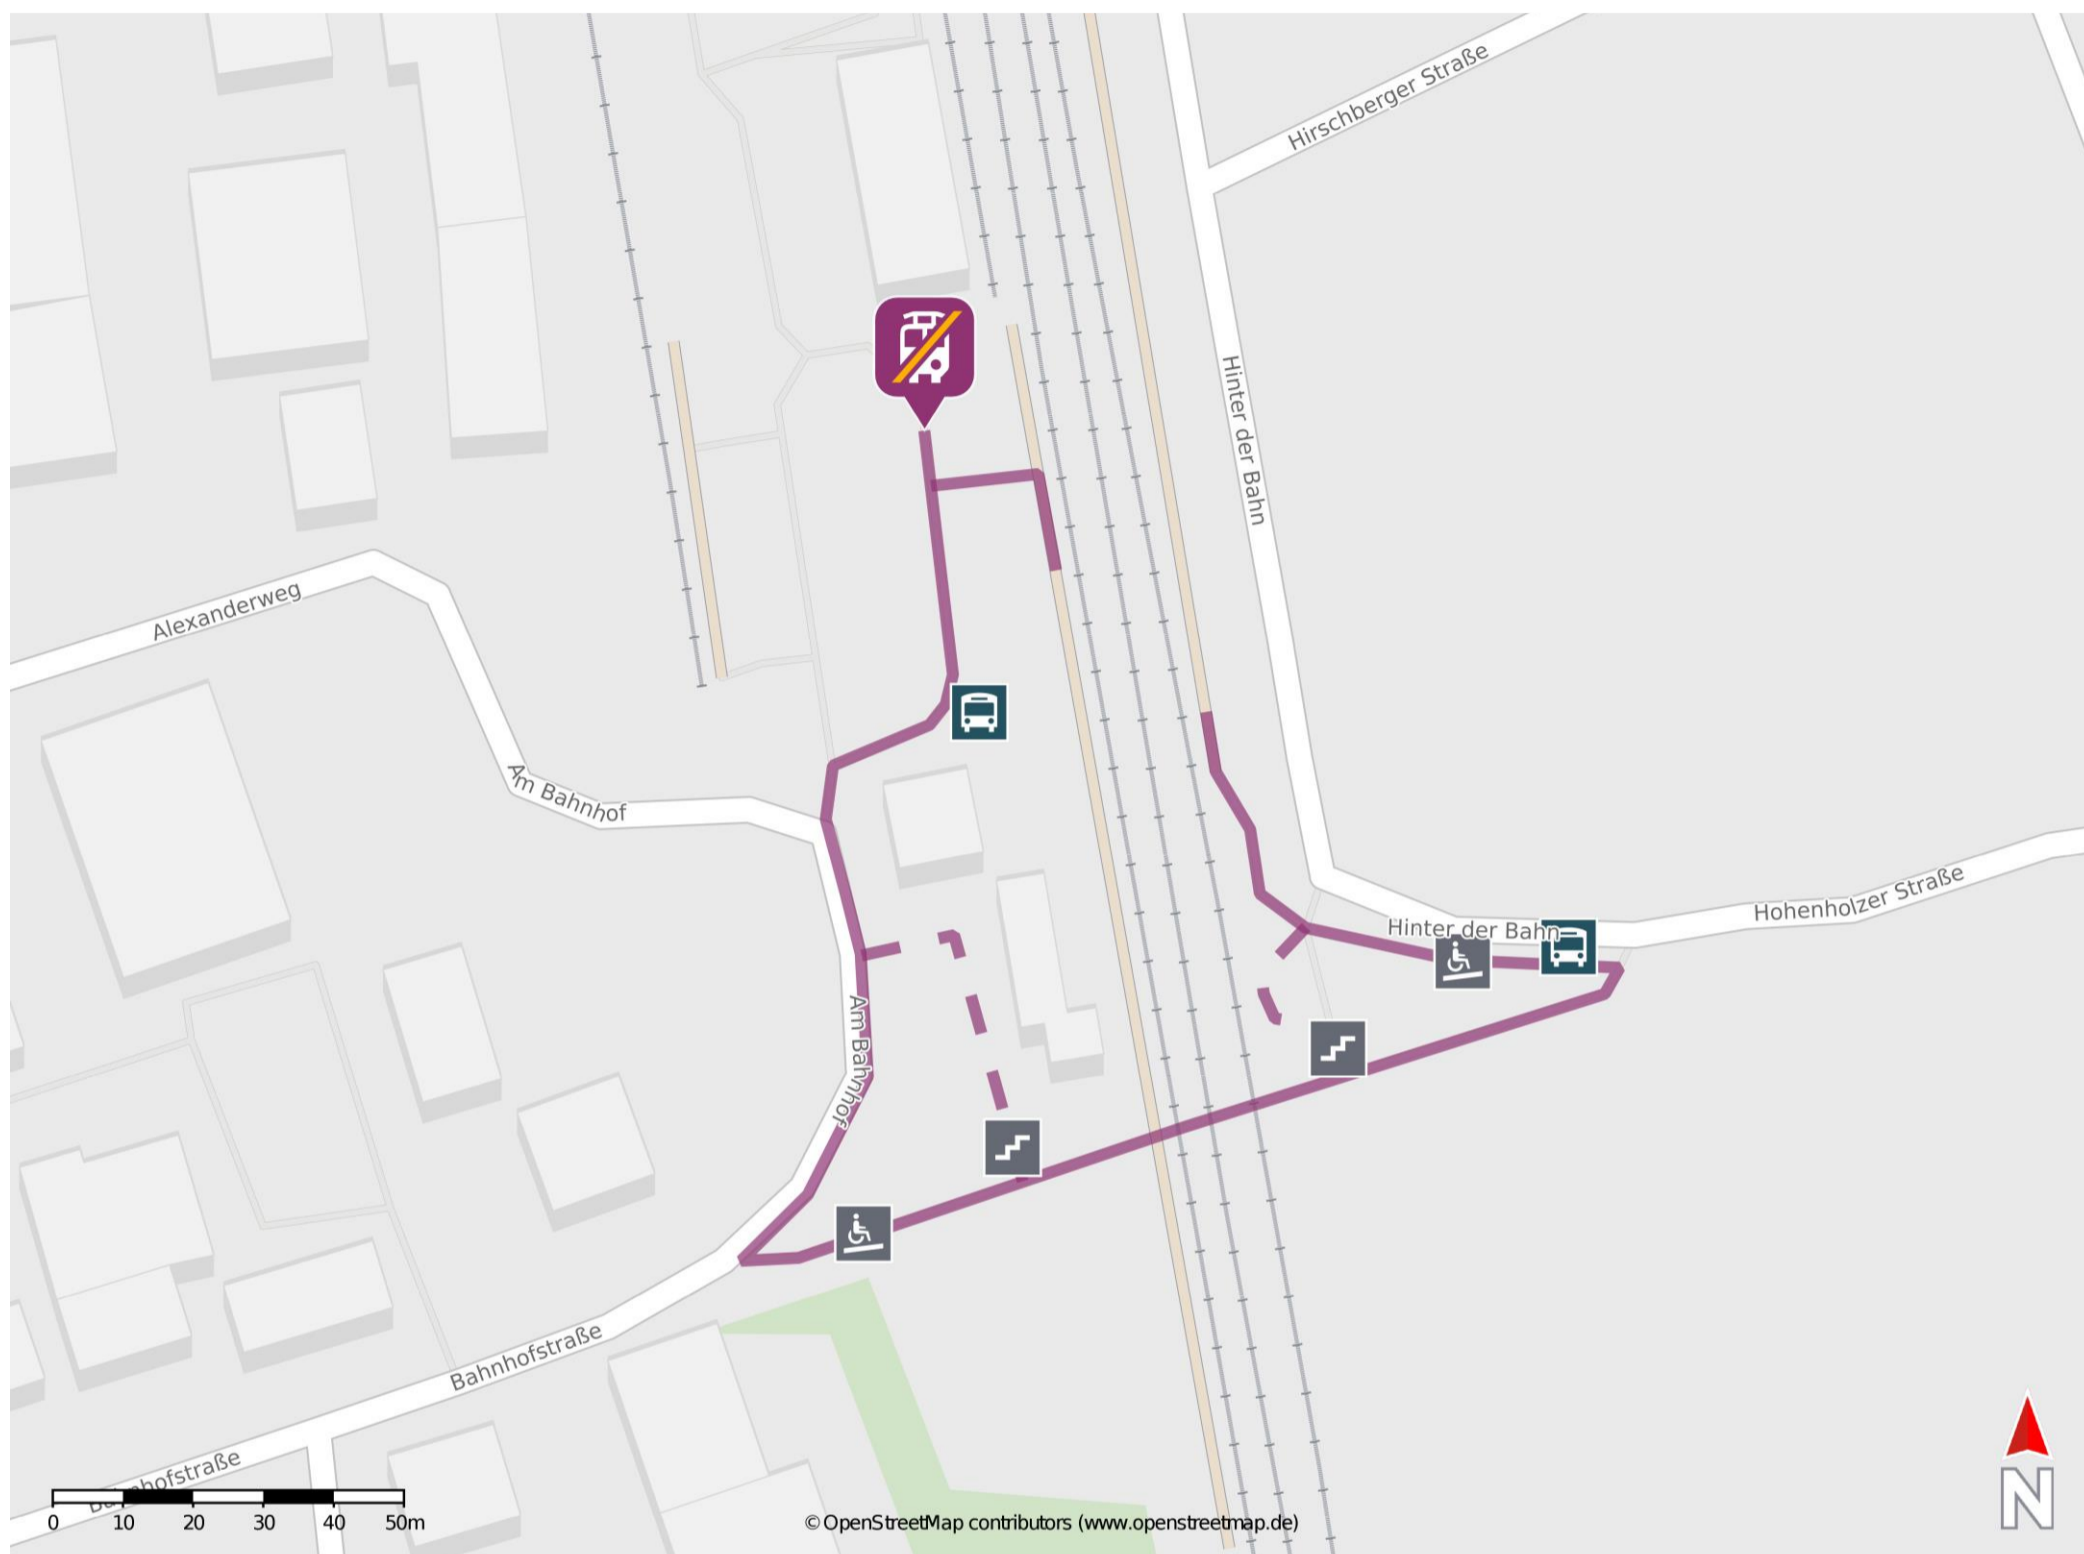 Hirschberger Straße
Hinter der Bahn
Alexanderweg
Am Bahnhof
Hohenholzer Straße
Hinter der Bahn
Am Bahnhof
Bahnhofstraße
Bahnhofstraße
0 10 20 30 40 50m
© OpenStreetMap contributors (www.openstreetmap.de)
N